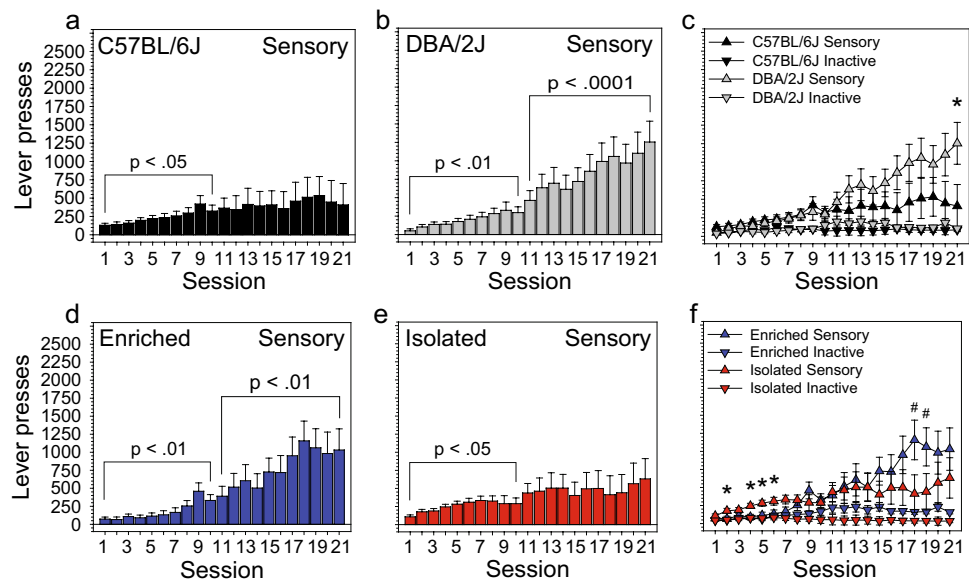 a
C57BL/6J Sensory
Lever presses
2500
2250
2000
1750
1500
1250
1000
750
500
250
0
p < .05
1 3 5 7 9 11 13 15 17 19 21
Session
b
DBA/2J Sensory
p < .0001
p < .01
1 3 5 7 9 11 13 15 17 19 21
Session
c
C57BL/6J Sensory
C57BL/6J Inactive
DBA/2J Sensory
DBA/2J Inactive
*
1 3 5 7 9 11 13 15 17 19 21
Session
d
Enriched Sensory
Lever presses
2500
2250
2000
1750
1500
1250
1000
750
500
250
0
p < .01
p < .01
1 3 5 7 9 11 13 15 17 19 21
Session
e
Isolated Sensory
p < .05
1 3 5 7 9 11 13 15 17 19 21
Session
f
Enriched Sensory
Enriched Inactive
Isolated Sensory
Isolated Inactive
# #
* * * *
1 3 5 7 9 11 13 15 17 19 21
Session